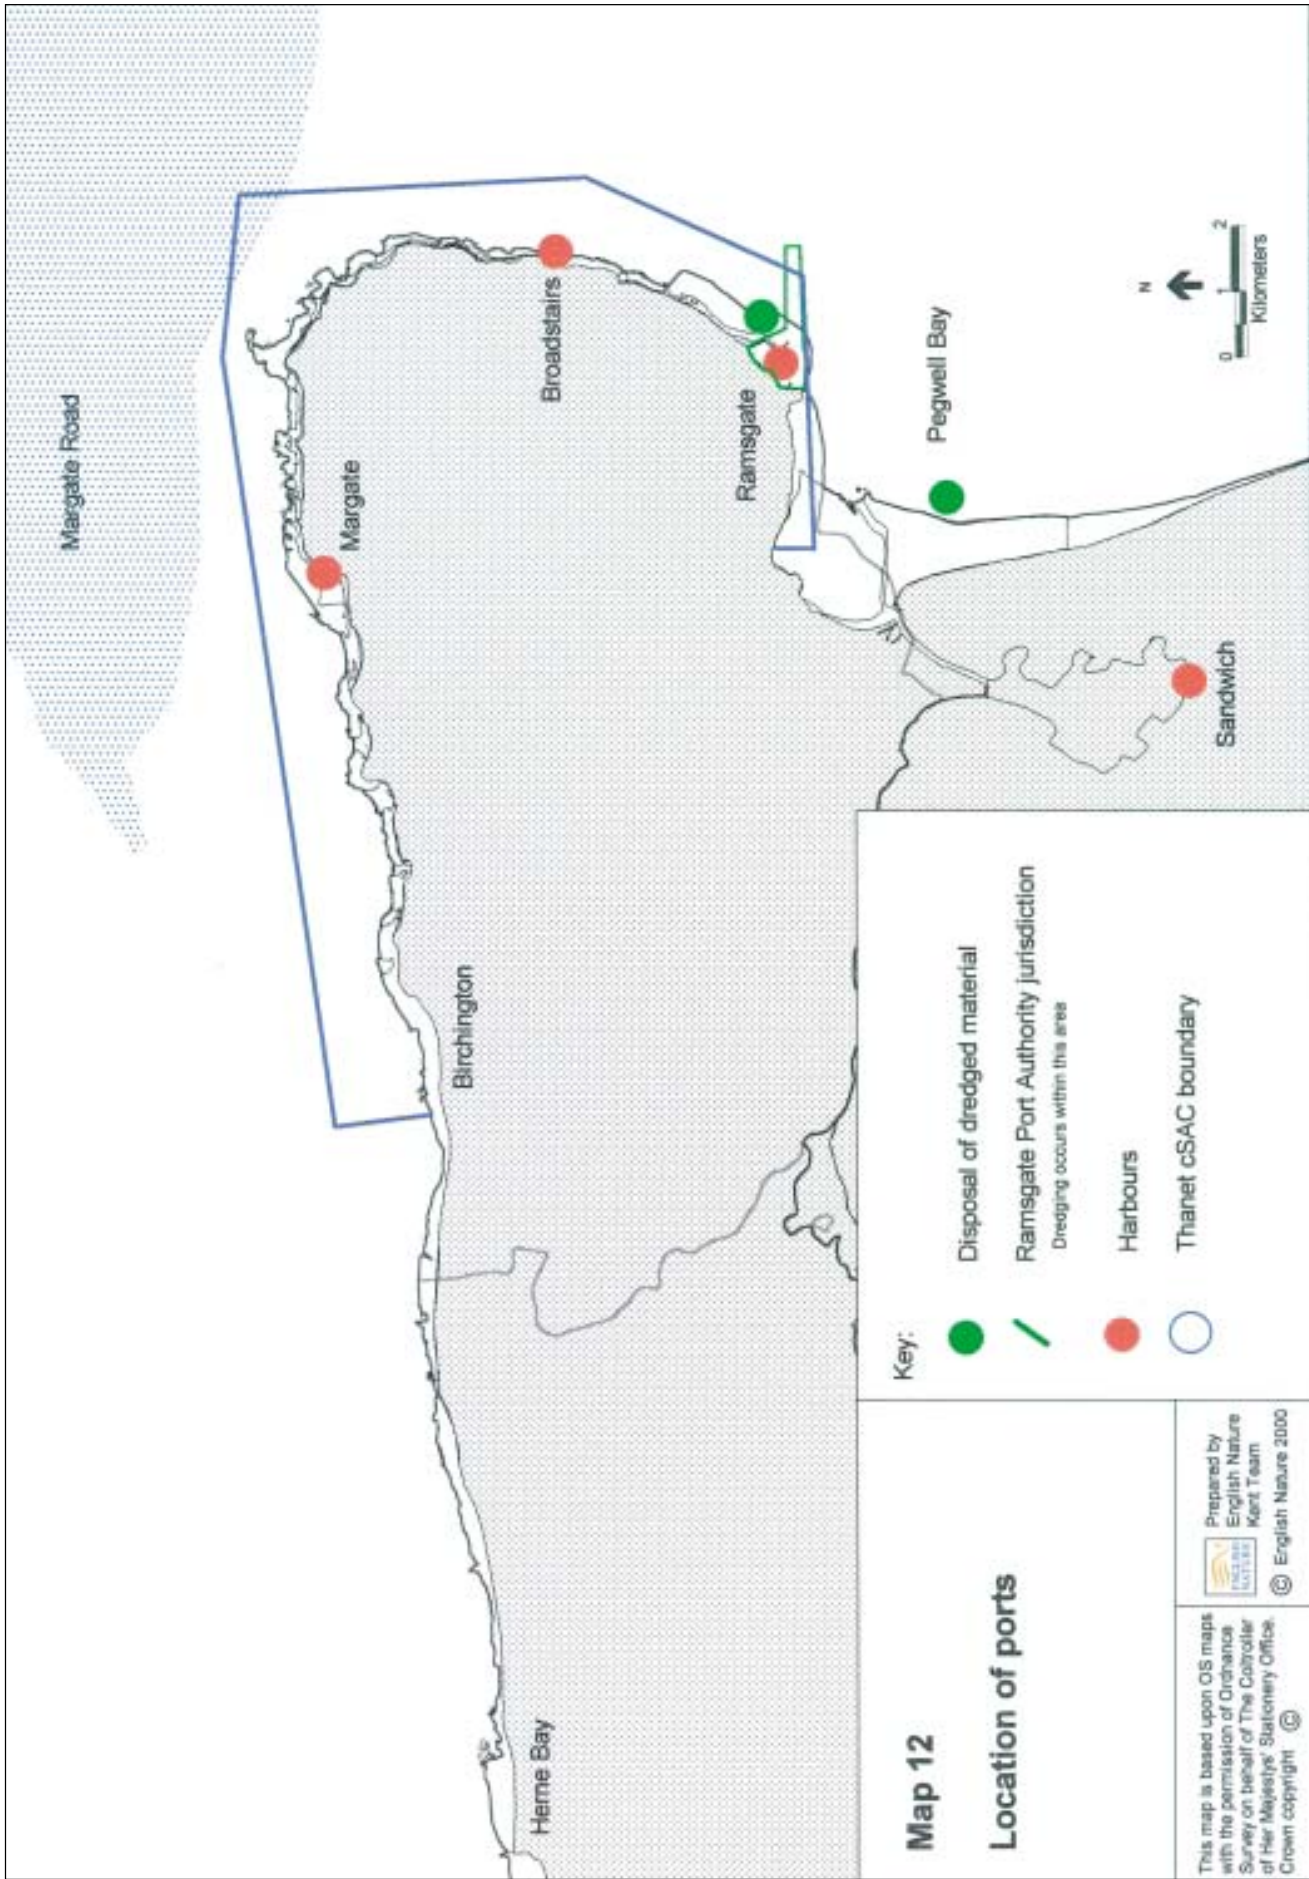 Margate Road
Margate
Broadstairs
Birchington
Ramsgate
Pegwell Bay
Herne Bay
Sandwich
N
0 1 2
Kilometers
Key:
Disposal of dredged material
Ramsgate Port Authority jurisdiction
Dredging occurs within this area
Harbours
Thanet cSAC boundary
Map 12
Location of ports
This map is based upon OS maps
with the permission of Ordnance
Survey on behalf of The Coltroller
of Her Majestys' Stationery Office.
Crown copyright ©
ENGLISH
NATURE
Prepared by
English Nature
Kent Team
© English Nature 2000